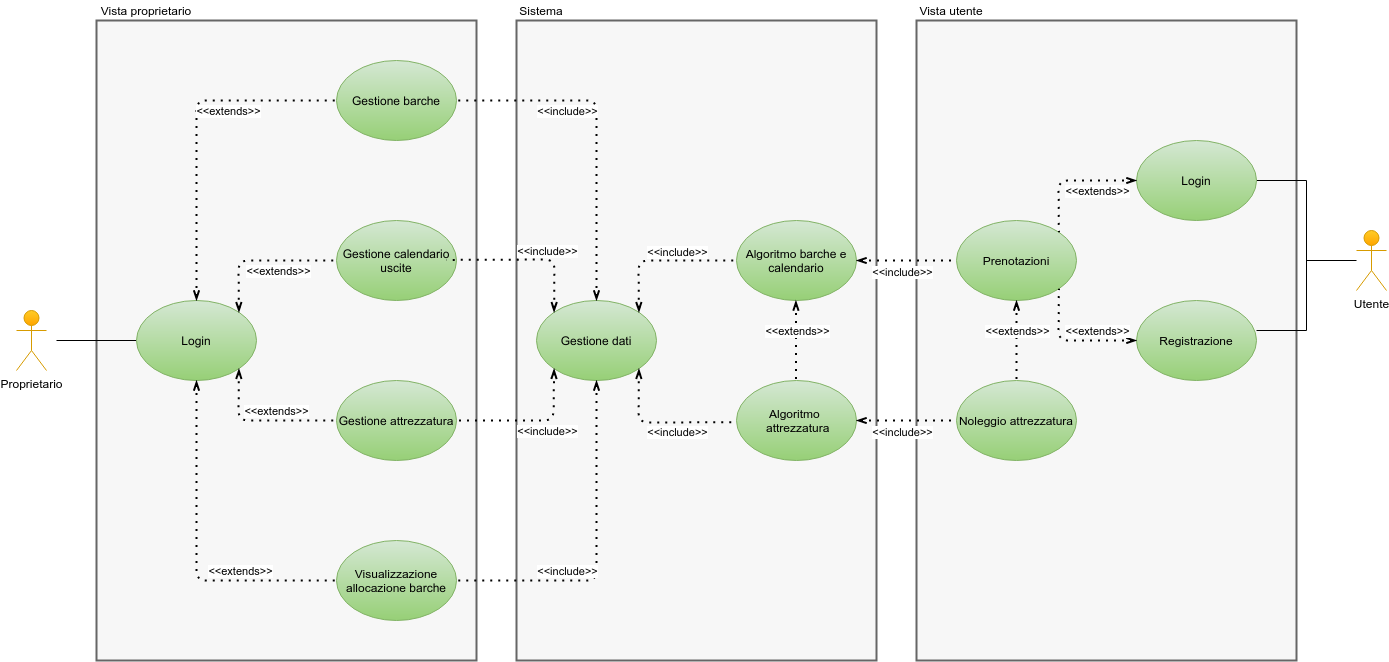 Vista proprietario
Sistema
Vista utente
Gestione barche
<<extends>>
<<include>>
Login
<<extends>>
Gestione calendario
uscite
<<include>>
<<extends>>
<<include>>
Algoritmo barche e
calendario
<<include>>
Prenotazioni
<<extends>>
Utente
Proprietario
Login
Gestione dati
<<extends>>
<<extends>>
<<extends>>
Registrazione
<<extends>>
Gestione attrezzatura
<<include>>
<<include>>
Algoritmo
attrezzatura
<<include>>
Noleggio attrezzatura
<<extends>>
Visualizzazione
allocazione barche
<<include>>